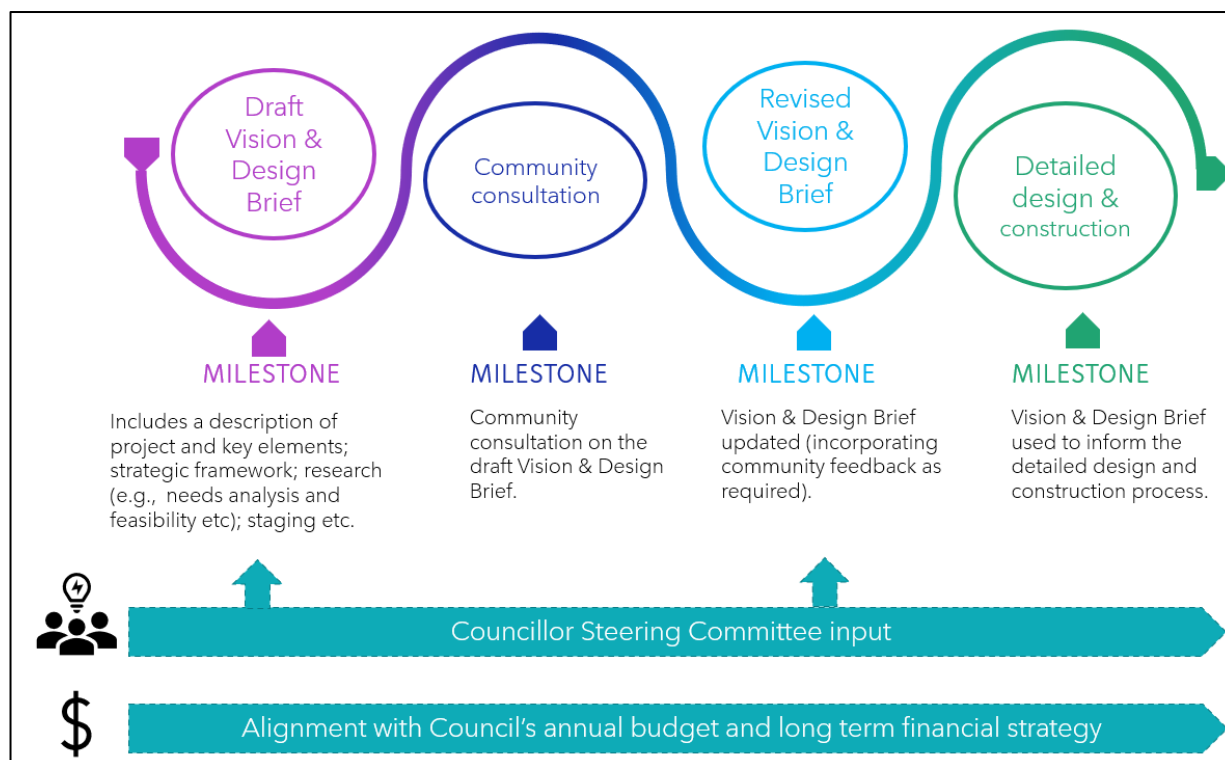 Draft
Vision &
Design
Brief
Community
consultation
Revised
Vision &
Design
Brief
Detailed
design &
construction
MILESTONE
Includes a description of
project and key elements;
strategic framework; research
(e.g., needs analysis and
feasibility etc); staging etc.
MILESTONE
Community
consultation on the
draft Vision & Design
Brief.
MILESTONE
Vision & Design Brief
updated (incorporating
community feedback as
required).
MILESTONE
Vision & Design Brief
used to inform the
detailed design and
construction process.
Councillor Steering Committee input
$
Alignment with Council's annual budget and long term financial strategy